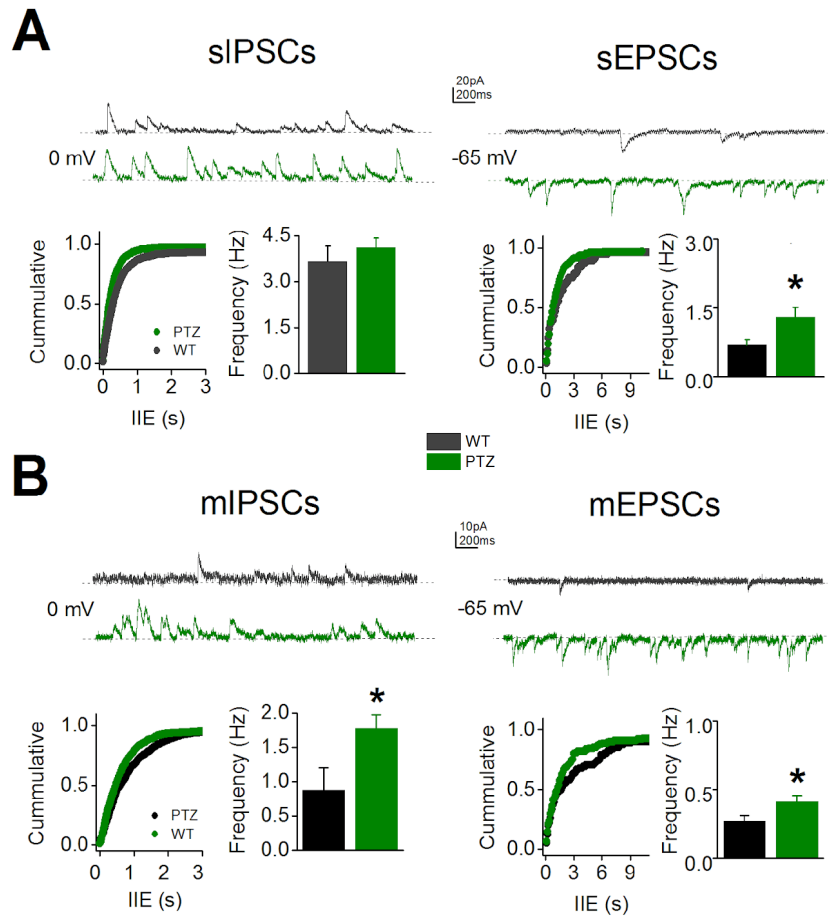 A
sIPSCs
sEPSCs
20pA
200ms
0 mV
-65 mV
Cummulative
1.0
0.5
0.0
PTZ
WT
0 1 2 3
IIE (s)
Frequency (Hz)
4.5
3.0
1.5
0.0
Cummulative
1.0
0.5
0.0
0 3 6 9
IIE (s)
Frequency (Hz)
3.0
1.5
0.0
*
WT
PTZ
B
mIPSCs
mEPSCs
10pA
200ms
0 mV
-65 mV
Cummulative
1.0
0.5
0.0
PTZ
WT
0 1 2 3
IIE (s)
Frequency (Hz)
2.0
1.5
1.0
0.5
0.0
*
Cummulative
1.0
0.5
0.0
0 3 6 9
IIE (s)
Frequency (Hz)
1.0
0.5
0.0
*